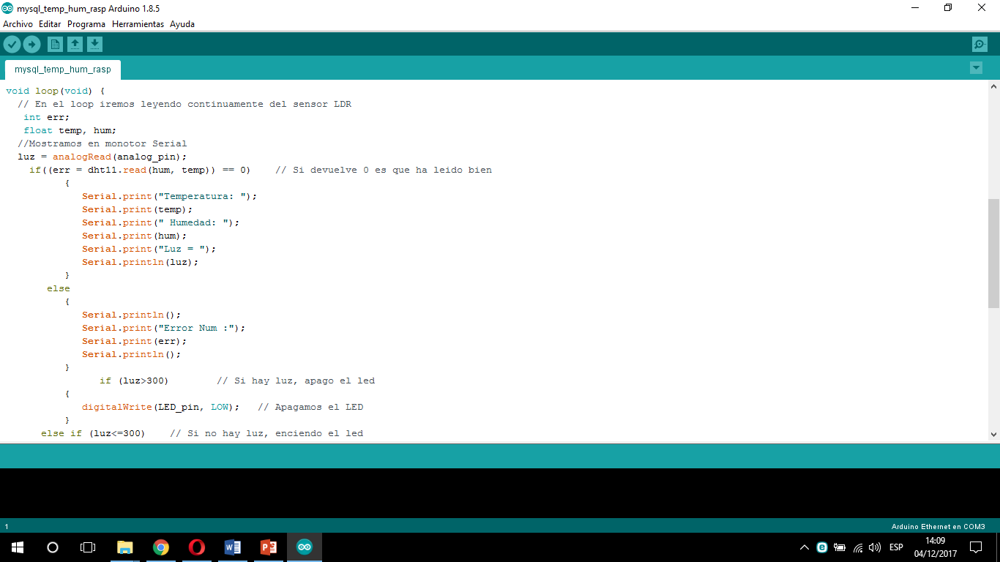 mysql_temp_hum_rasp Arduino 1.8.5
Archivo Editar Programa Herramientas Ayuda
mysql_temp_hum_rasp
void loop(void) {
// En el loop iremos leyendo continuamente del sensor LDR
int err;
float temp, hum;
//Mostramos en monotor Serial
luz = analogRead(analog_pin);
if((err = dht11.read(hum, temp)) == 0)    // Si devuelve 0 es que ha leido bien
{
Serial.print("Temperatura: ");
Serial.print(temp);
Serial.print(" Humedad: ");
Serial.print(hum);
Serial.print("Luz = ");
Serial.println(luz);
}
else
{
Serial.println();
Serial.print("Error Num :");
Serial.print(err);
Serial.println();
}
if (luz>300)        // Si hay luz, apago el led
{
digitalWrite(LED_pin, LOW);   // Apagamos el LED
}
else if (luz<=300)    // Si no hay luz, enciendo el led
1
Arduino Ethernet en COM3
ESP
14:09
04/12/2017